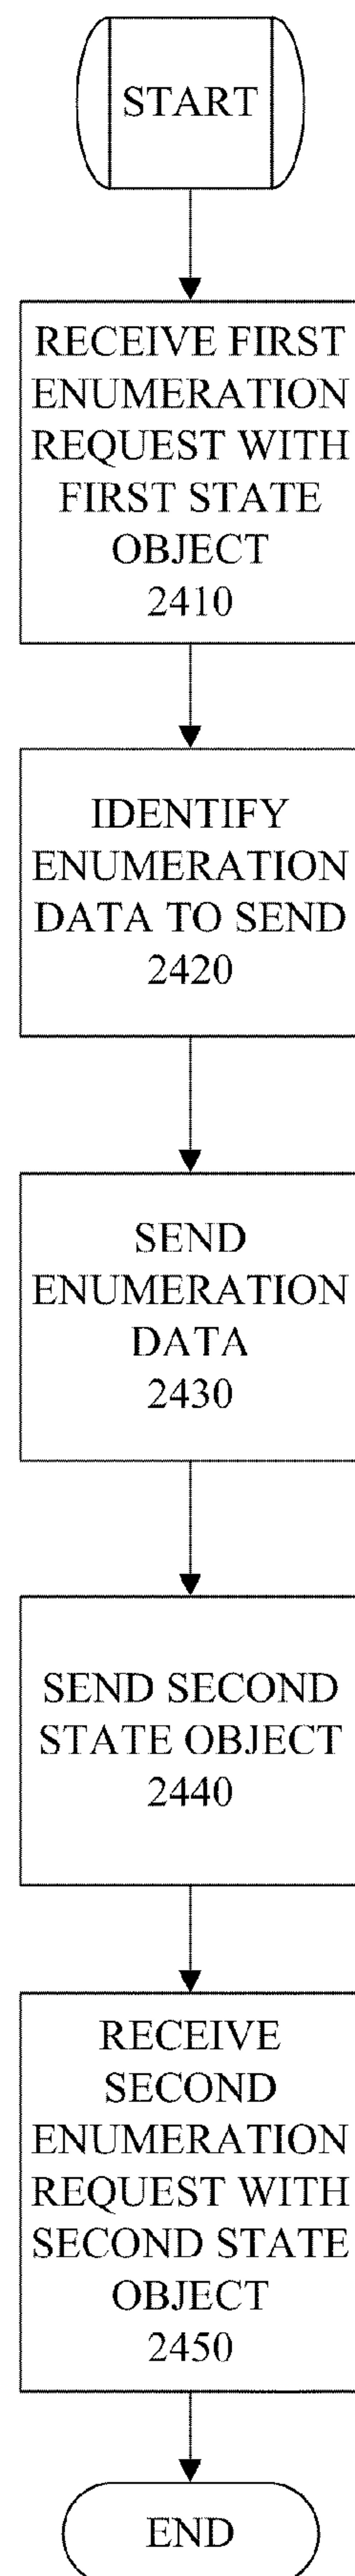 START
RECEIVE FIRST
ENUMERATION
REQUEST WITH
FIRST STATE
OBJECT
2410
IDENTIFY
ENUMERATION
DATA TO SEND
2420
SEND
ENUMERATION
DATA
2430
SEND SECOND
STATE OBJECT
2440
RECEIVE
SECOND
ENUMERATION
REQUEST WITH
SECOND STATE
OBJECT
2450
END